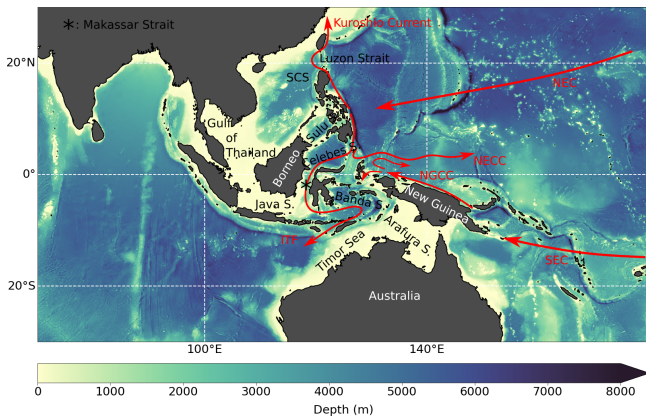 *: Makassar Strait
Kuroshio Current
20°N
Luzon Strait
SCS
NEC
Gulf
of
Thailand
Sulu
Celebes S.
Borneo
NECC
0°
NGCC
New Guinea
Java S.
Banda S.
Arafura S.
ITF
Timor Sea
SEC
20°S
Australia
100°E
140°E
0
1000
2000
3000
4000
5000
6000
7000
8000
Depth (m)